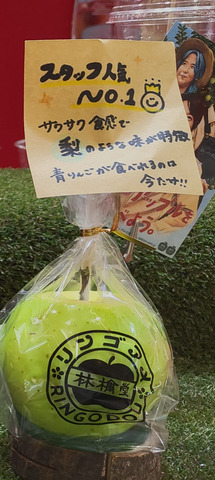 スタッフ人気
NO.1
サクサク食感で
梨のような味が特徴
青りんごが食べれるのは
今だけ!!
リンゴ
林檎
RINGO